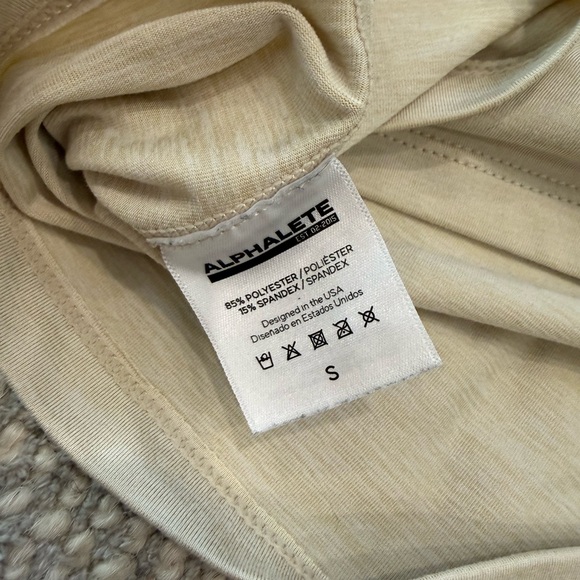 ALPHALETE
EST 02-2015
85% POLYESTER / POLIÉSTER
15% SPANDEX / SPANDEX
Designed in the USA
Diseñado en Estados Unidos
S